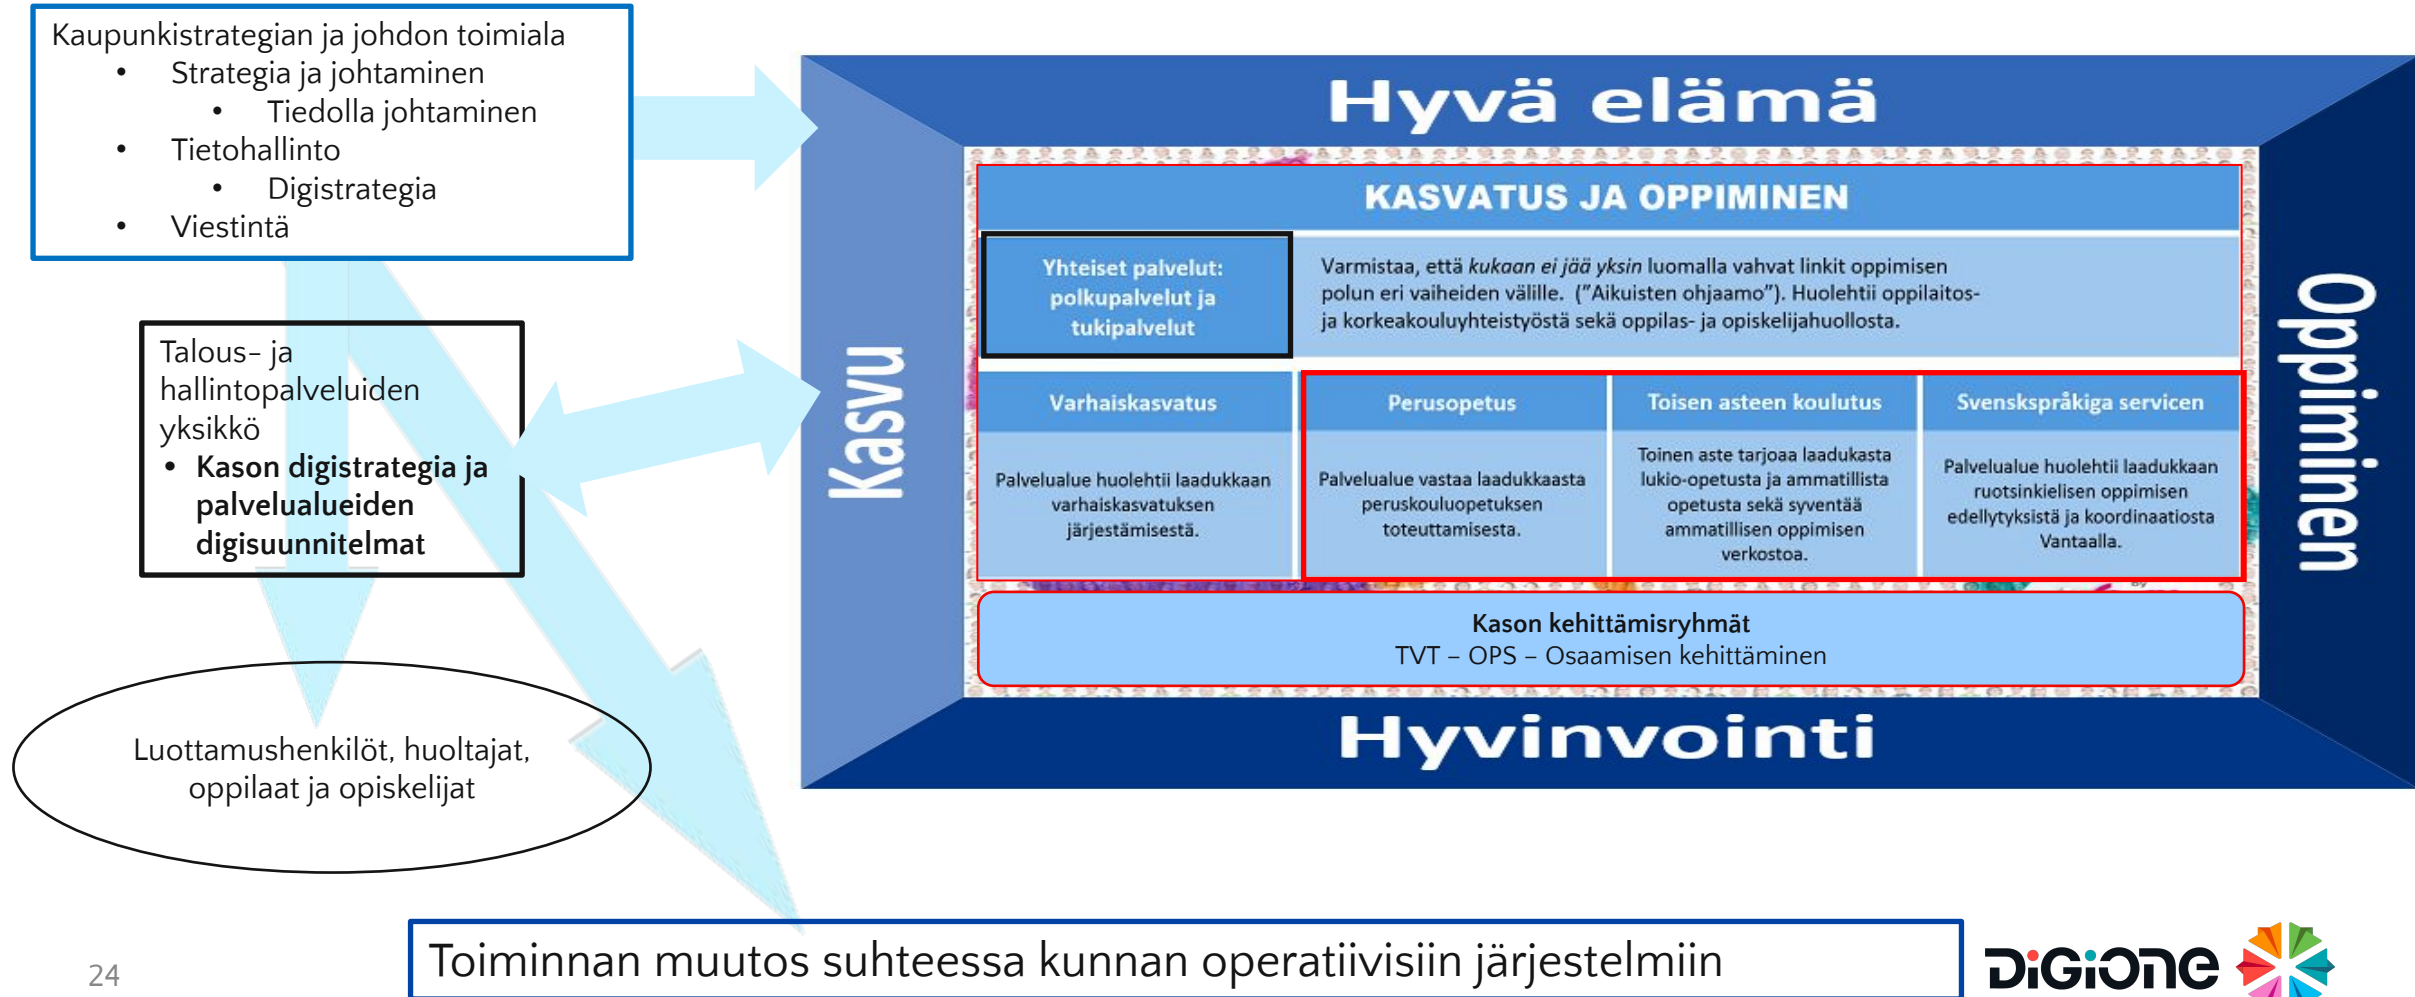 Kaupunkistrategian ja johdon toimiala
• Strategia ja johtaminen
• Tiedolla johtaminen
• Tietohallinto
• Digistrategia
• Viestintä
Talous- ja
hallintopalveluiden
yksikkö
• Kason digistrategia ja
palvelualueiden
digisuunnitelmat
Luottamushenkilöt, huoltajat,
oppilaat ja opiskelijat
Hyvä elämä
Kasvu
KASVATUS JA OPPIMINEN
Yhteiset palvelut:
polkupalvelut ja
tukipalvelut
Varmistaa, että kukaan ei jää yksin luomalla vahvat linkit oppimisen
polun eri vaiheiden välille. ("Aikuisten ohjaamo"). Huolehtii oppilaitos-
ja korkeakouluyhteistyöstä sekä oppilas- ja opiskelijahuollosta.
Varhaiskasvatus
Palvelualue huolehtii laadukkaan
varhaiskasvatuksen
järjestämisestä.
Perusopetus
Palvelualue vastaa laadukkaasta
peruskouluopetuksen
toteuttamisesta.
Toisen asteen koulutus
Toinen aste tarjoaa laadukasta
lukio-opetusta ja ammatillista
opetusta sekä syventää
ammatillisen oppimisen
verkostoa.
Svenskspråkiga servicen
Palvelualue huolehtii laadukkaan
ruotsinkielisen oppimisen
edellytyksistä ja koordinaatiosta
Vantaalla.
Kason kehittämisryhmät
TVT – OPS – Osaamisen kehittäminen
Oppiminen
Hyvinvointi
Toiminnan muutos suhteessa kunnan operatiivisiin järjestelmiin
24
DiGiOne